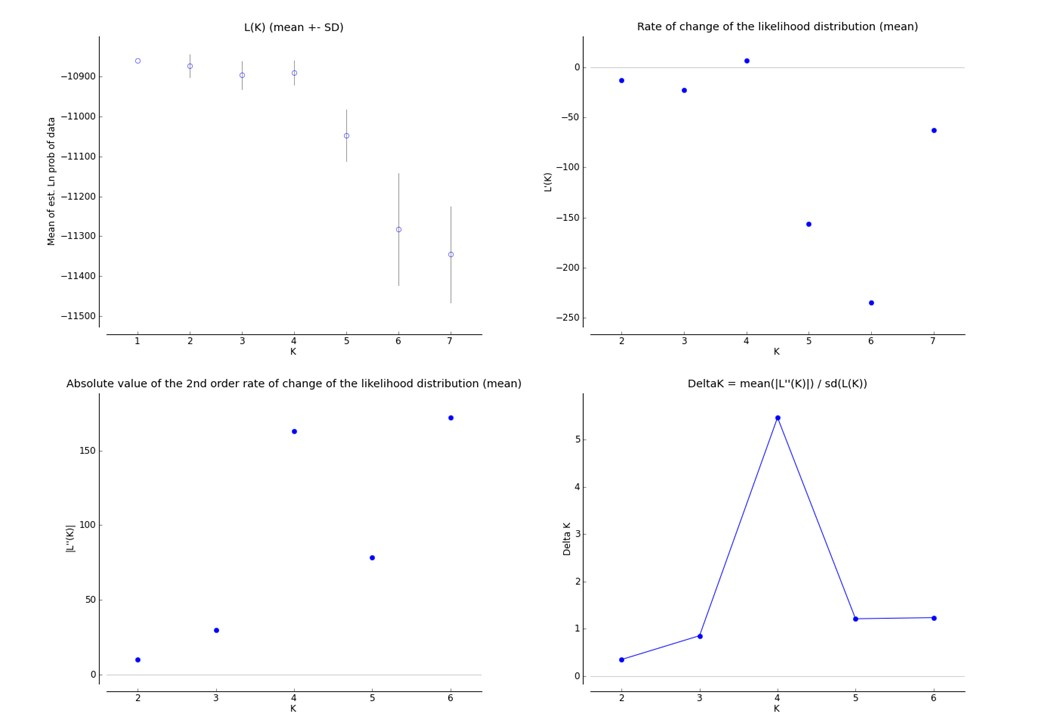 L(K) (mean +- SD)
Mean of est. Ln prob of data
−10900
−11000
−11100
−11200
−11300
−11400
−11500
1 2 3 4 5 6 7
K
Rate of change of the likelihood distribution (mean)
L'(K)
0
−50
−100
−150
−200
−250
2 3 4 5 6 7
K
Absolute value of the 2nd order rate of change of the likelihood distribution (mean)
|L''(K)|
150
100
50
0
2 3 4 5 6
K
DeltaK = mean(|L''(K)|) / sd(L(K))
Delta K
5
4
3
2
1
0
2 3 4 5 6
K